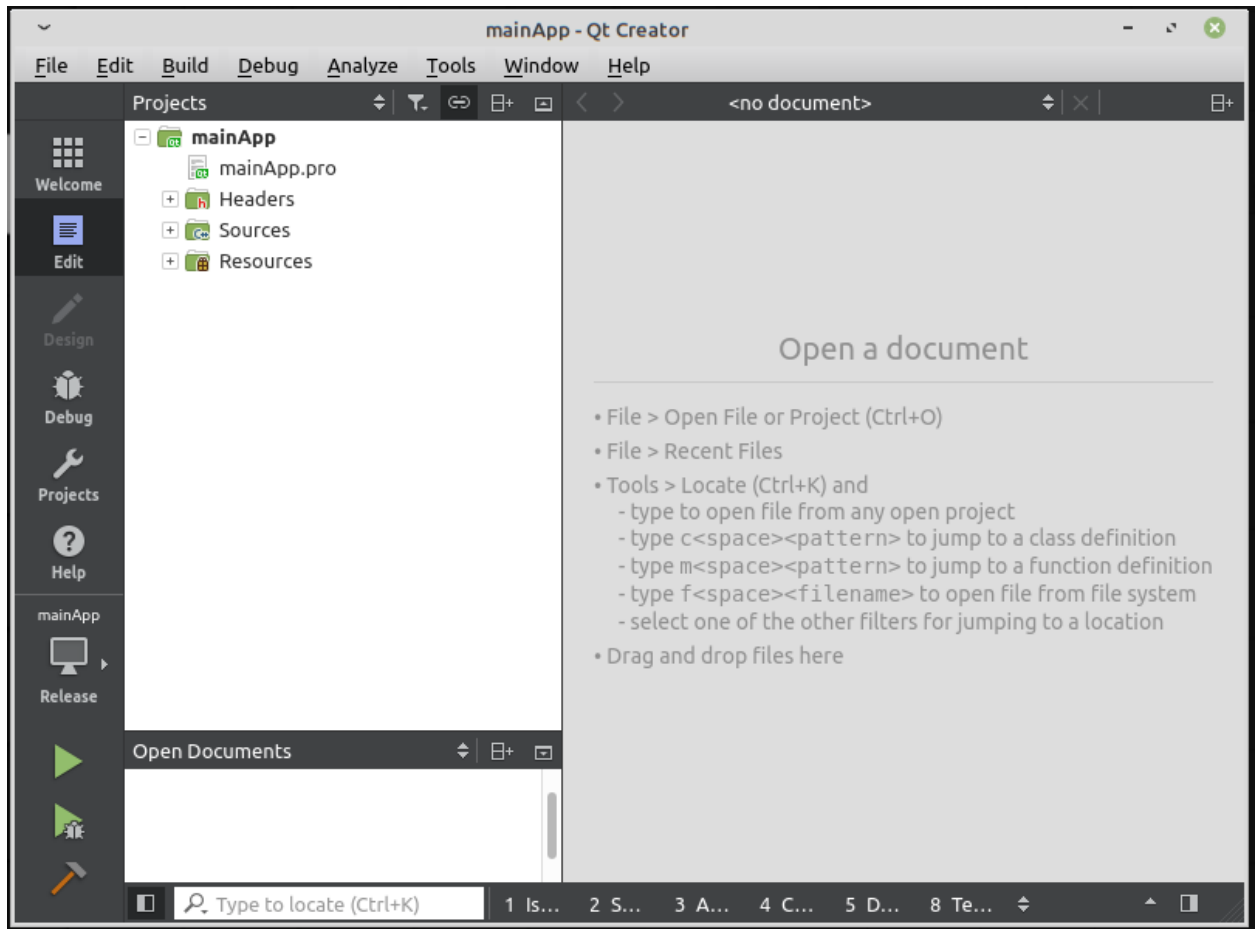 mainApp - Qt Creator
File Edit Build Debug Analyze Tools Window Help
Projects
<no document>
Welcome
Edit
Design
Debug
Projects
Help
mainApp
Release
mainApp
mainApp.pro
Headers
Sources
Resources
Open a document
• File > Open File or Project (Ctrl+O)
• File > Recent Files
• Tools > Locate (Ctrl+K) and
- type to open file from any open project
- type c<space><pattern> to jump to a class definition
- type m<space><pattern> to jump to a function definition
- type f<space><filename> to open file from file system
- select one of the other filters for jumping to a location
• Drag and drop files here
Open Documents
Type to locate (Ctrl+K)
1 Is... 2 S... 3 A... 4 C... 5 D... 8 Te...